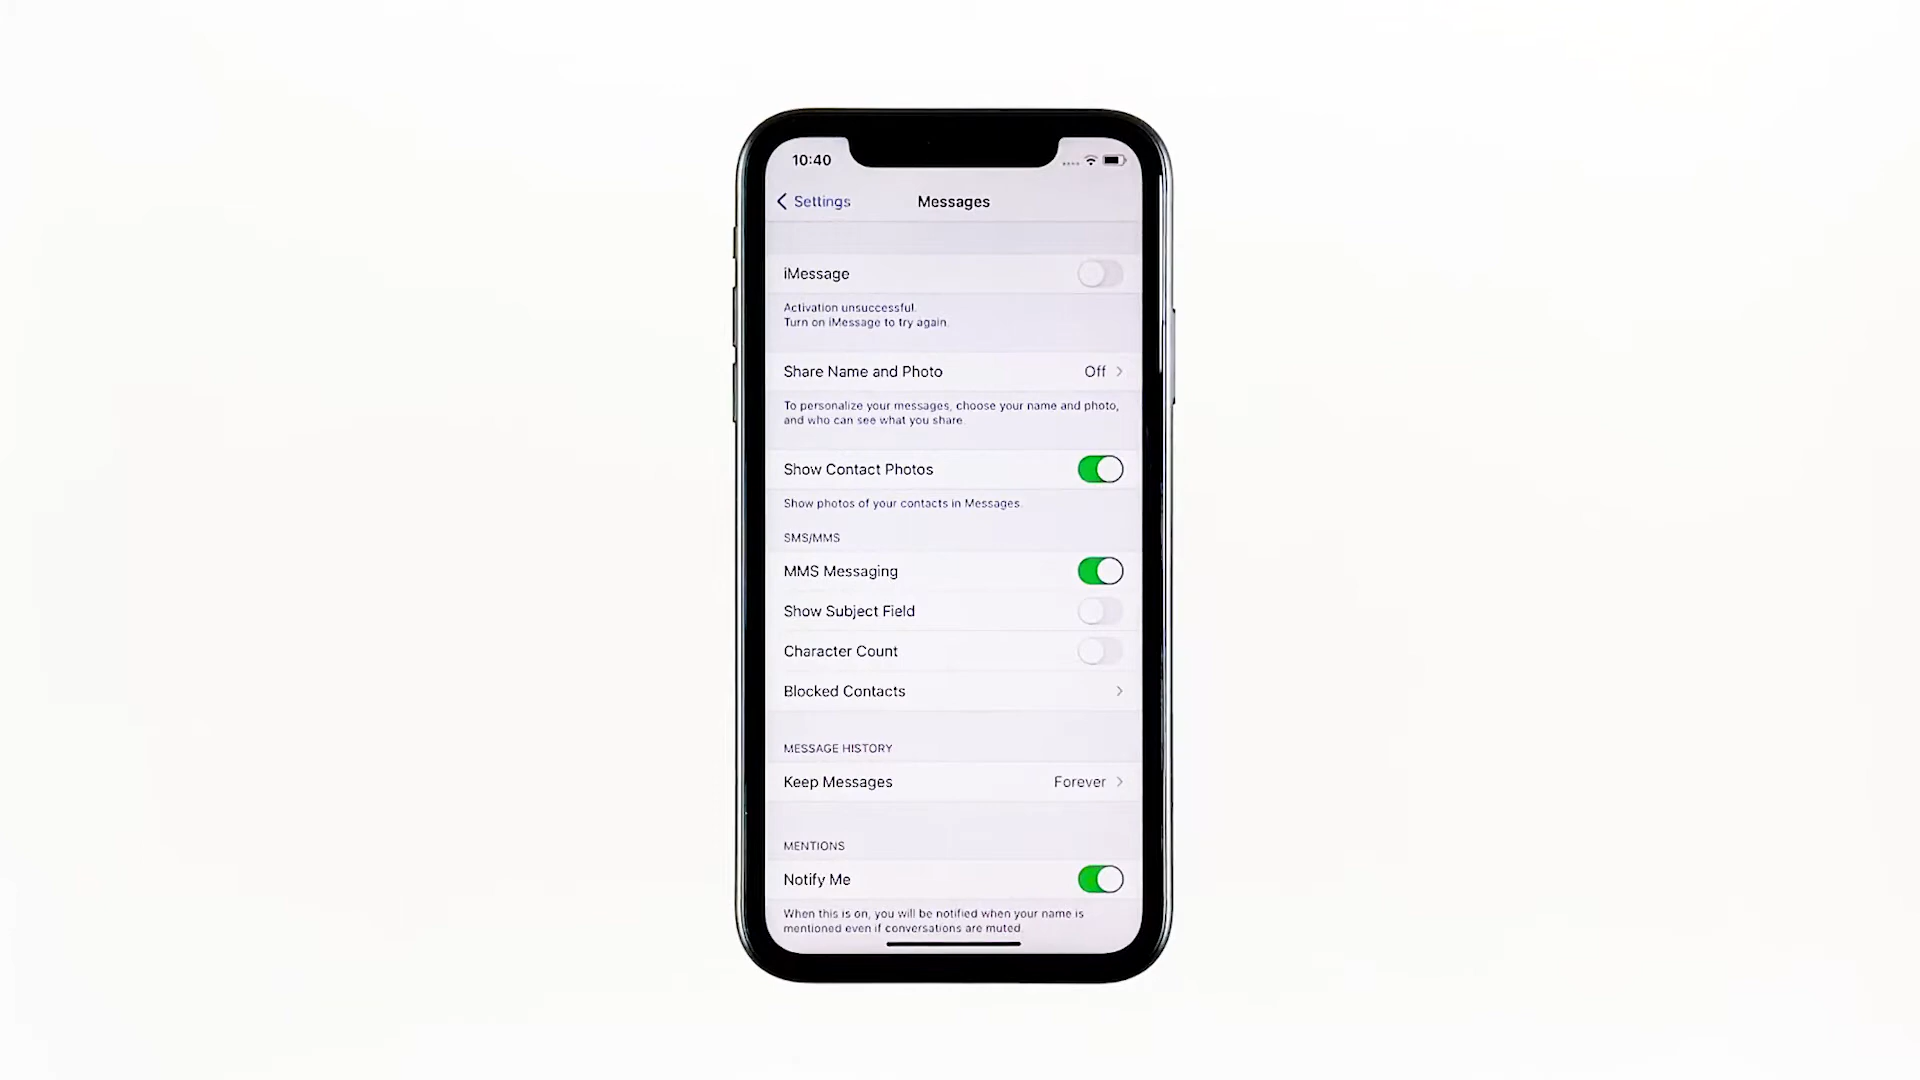 10:40
Settings
Messages
iMessage
Activation unsuccessful.
Turn on iMessage to try again.
Share Name and Photo
Off
To personalize your messages, choose your name and photo,
and who can see what you share.
Show Contact Photos
Show photos of your contacts in Messages.
SMS/MMS
MMS Messaging
Show Subject Field
Character Count
Blocked Contacts
MESSAGE HISTORY
Keep Messages
Forever
MENTIONS
Notify Me
When this is on, you will be notified when your name is
mentioned even if conversations are muted.